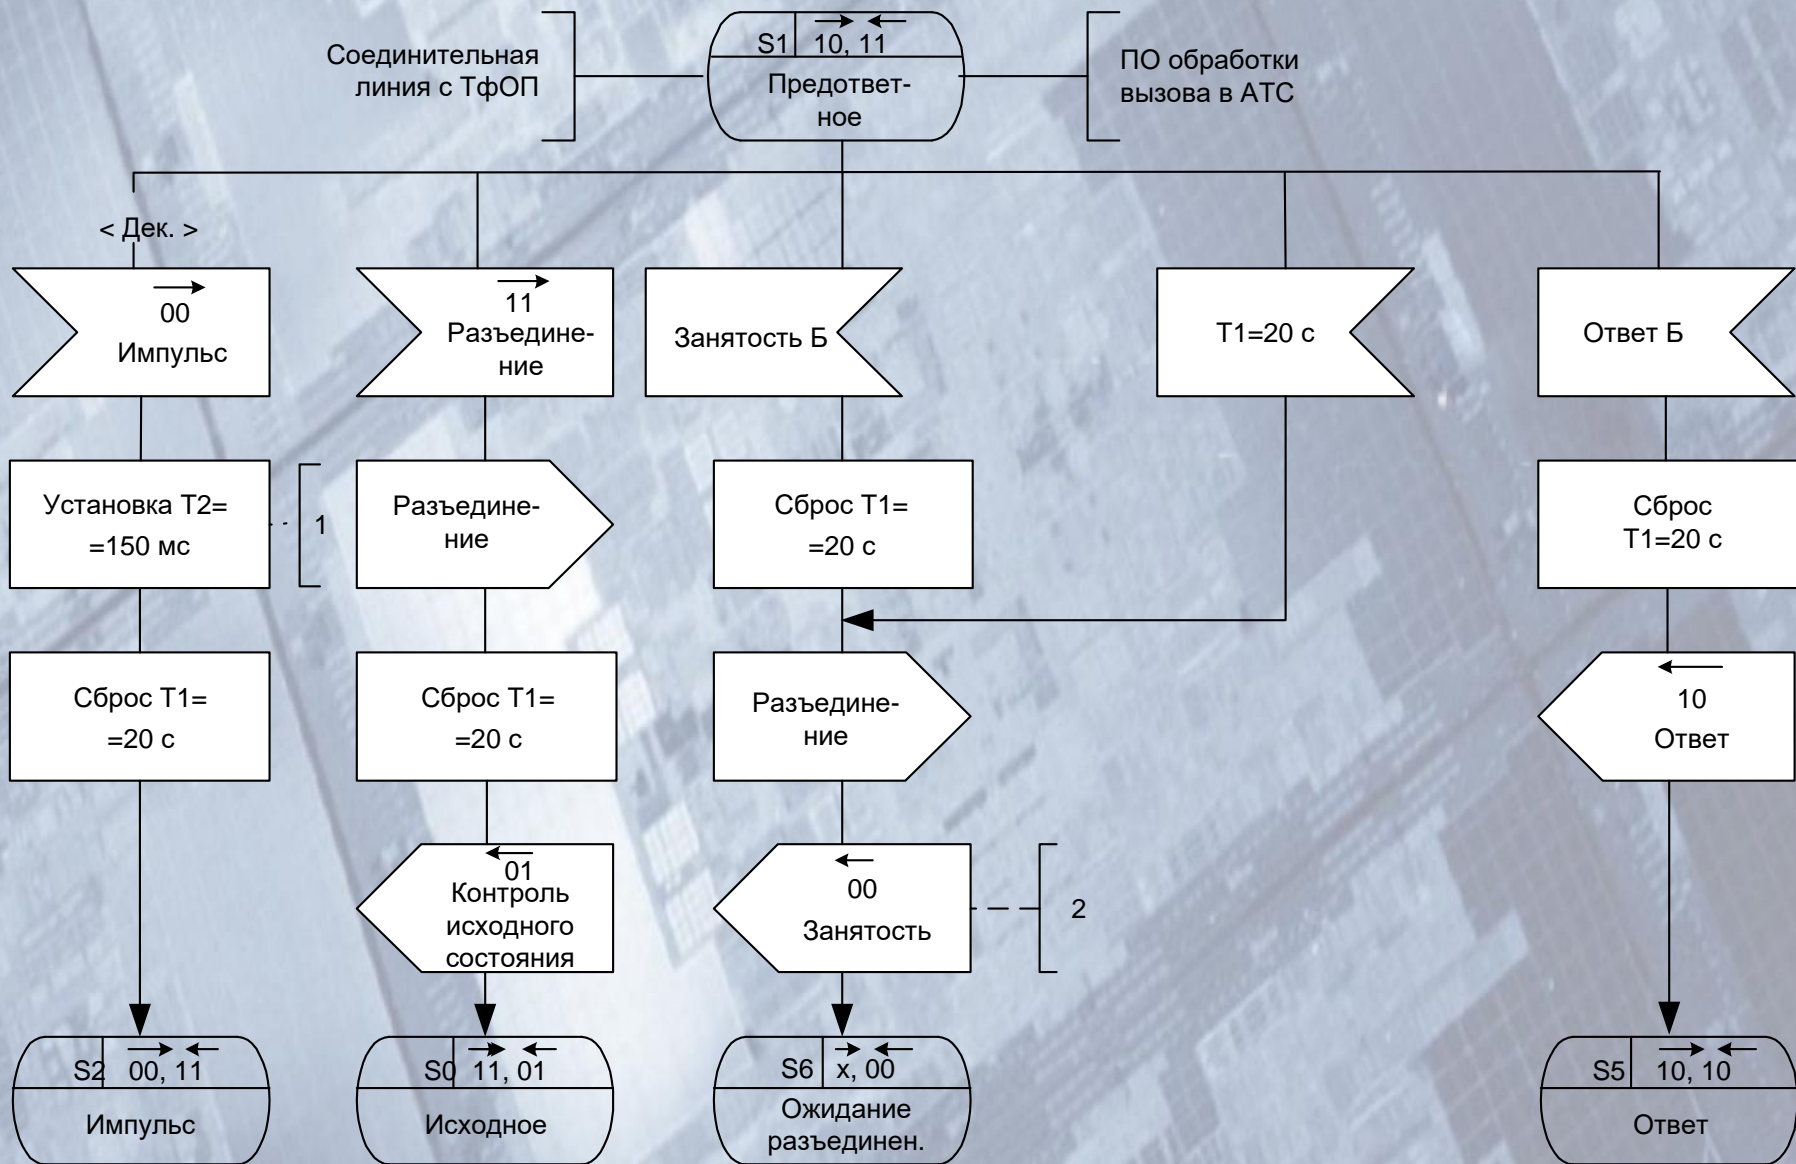 Соединительная
линия с ТфОП
S1 10, 11
Предответ-
ное
ПО обработки
вызова в АТС
< Дек. >
00
Импульс
11
Разъедине-
ние
Занятость Б
Т1=20 с
Ответ Б
Установка Т2=
=150 мс
1
Разъедине-
ние
Сброс Т1=
=20 с
Сброс
Т1=20 с
Сброс Т1=
=20 с
Сброс Т1=
=20 с
Разъедине-
ние
10
Ответ
01
Контроль
исходного
состояния
00
Занятость
2
S2 00, 11
Импульс
S0 11, 01
Исходное
S6 x, 00
Ожидание
разъединен.
S5 10, 10
Ответ